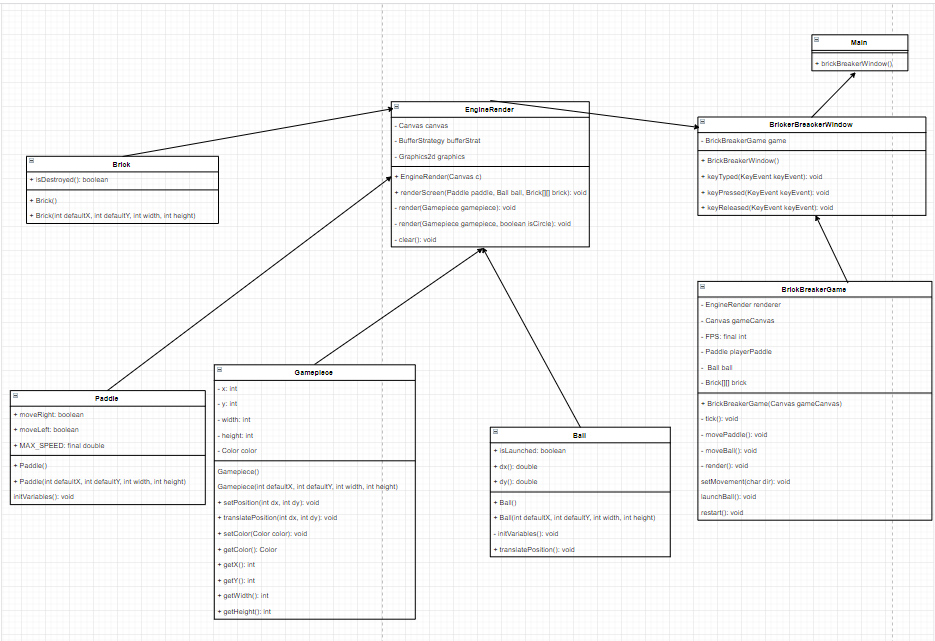 Main
+ brickBreakerWindow()
EngineRender
- Canvas canvas
- BufferStrategy bufferStrat
- Graphics2d graphics
+ EngineRender(Canvas c)
+ renderScreen(Paddle paddle, Ball ball, Brick[][] brick): void
- render(Gamepiece gamepiece): void
- render(Gamepiece gamepiece, boolean isCircle): void
- clear(): void
BrickerBreackerWindow
- BrickBreakerGame game
+ BrickBreakerWindow()
+ keyTyped(KeyEvent keyEvent): void
+ keyPressed(KeyEvent keyEvent): void
+ keyReleased(KeyEvent keyEvent): void
Brick
+ isDestroyed(): boolean
+ Brick()
+ Brick(int defaultX, int defaultY, int width, int height)
BrickBreakerGame
- EngineRender renderer
- Canvas gameCanvas
- FPS: final int
- Paddle playerPaddle
- Ball ball
- Brick[][] brick
+ BrickBreakerGame(Canvas gameCanvas)
- tick(): void
- movePaddle(): void
- moveBall(): void
- render(): void
setMovement(char dir): void
launchBall(): void
restart(): void
Gamepiece
- x: int
- y: int
- width: int
- height: int
- Color color
Gamepiece()
Gamepiece(int defaultX, int defaultY, int width, int height)
+ setPosition(int dx, int dy): void
+ translatePosition(int dx, int dy): void
+ setColor(Color color): void
+ getColor(): Color
+ getX(): int
+ getY(): int
+ getWidth(): int
+ getHeight(): int
Paddle
+ moveRight: boolean
+ moveLeft: boolean
+ MAX_SPEED: final double
+ Paddle()
+ Paddle(int defaultX, int defaultY, int width, int height)
initVariables(): void
Ball
+ isLaunched: boolean
+ dx(): double
+ dy(): double
+ Ball()
+ Ball(int defaultX, int defaultY, int width, int height)
- initVariables(): void
+ translatePosition(): void